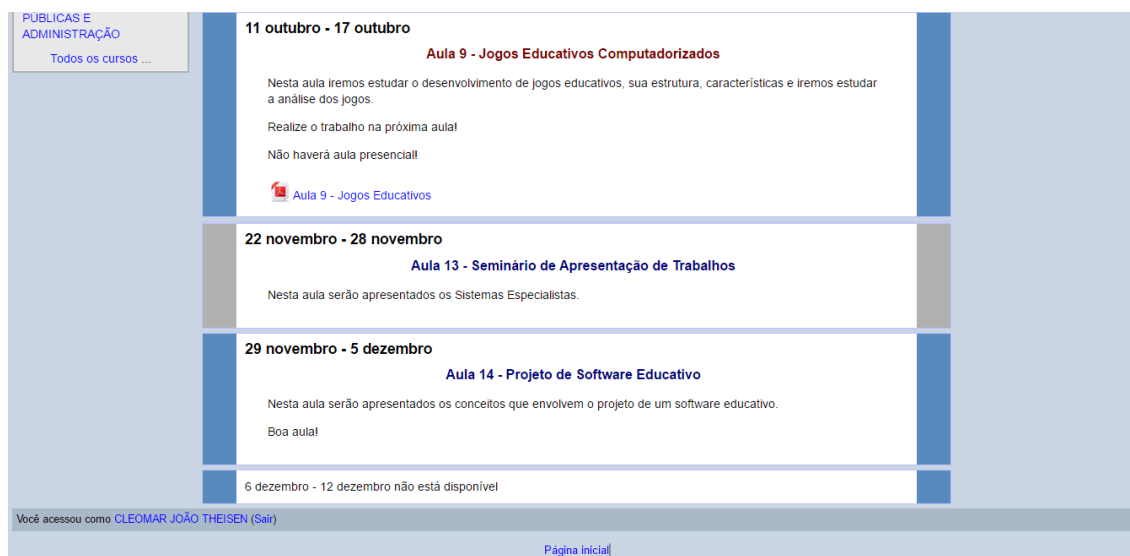 PÚBLICAS E
ADMINISTRAÇÃO
Todos os cursos ...
11 outubro - 17 outubro
Aula 9 - Jogos Educativos Computadorizados
Nesta aula iremos estudar o desenvolvimento de jogos educativos, sua estrutura, características e iremos estudar
a análise dos jogos.
Realize o trabalho na próxima aula!
Não haverá aula presencial!
Aula 9 - Jogos Educativos
22 novembro - 28 novembro
Aula 13 - Seminário de Apresentação de Trabalhos
Nesta aula serão apresentados os Sistemas Especialistas.
29 novembro - 5 dezembro
Aula 14 - Projeto de Software Educativo
Nesta aula serão apresentados os conceitos que envolvem o projeto de um software educativo.
Boa aula!
6 dezembro - 12 dezembro não está disponível
Você acessou como CLEOMAR JOÃO THEISEN (Sair)
Página inicial